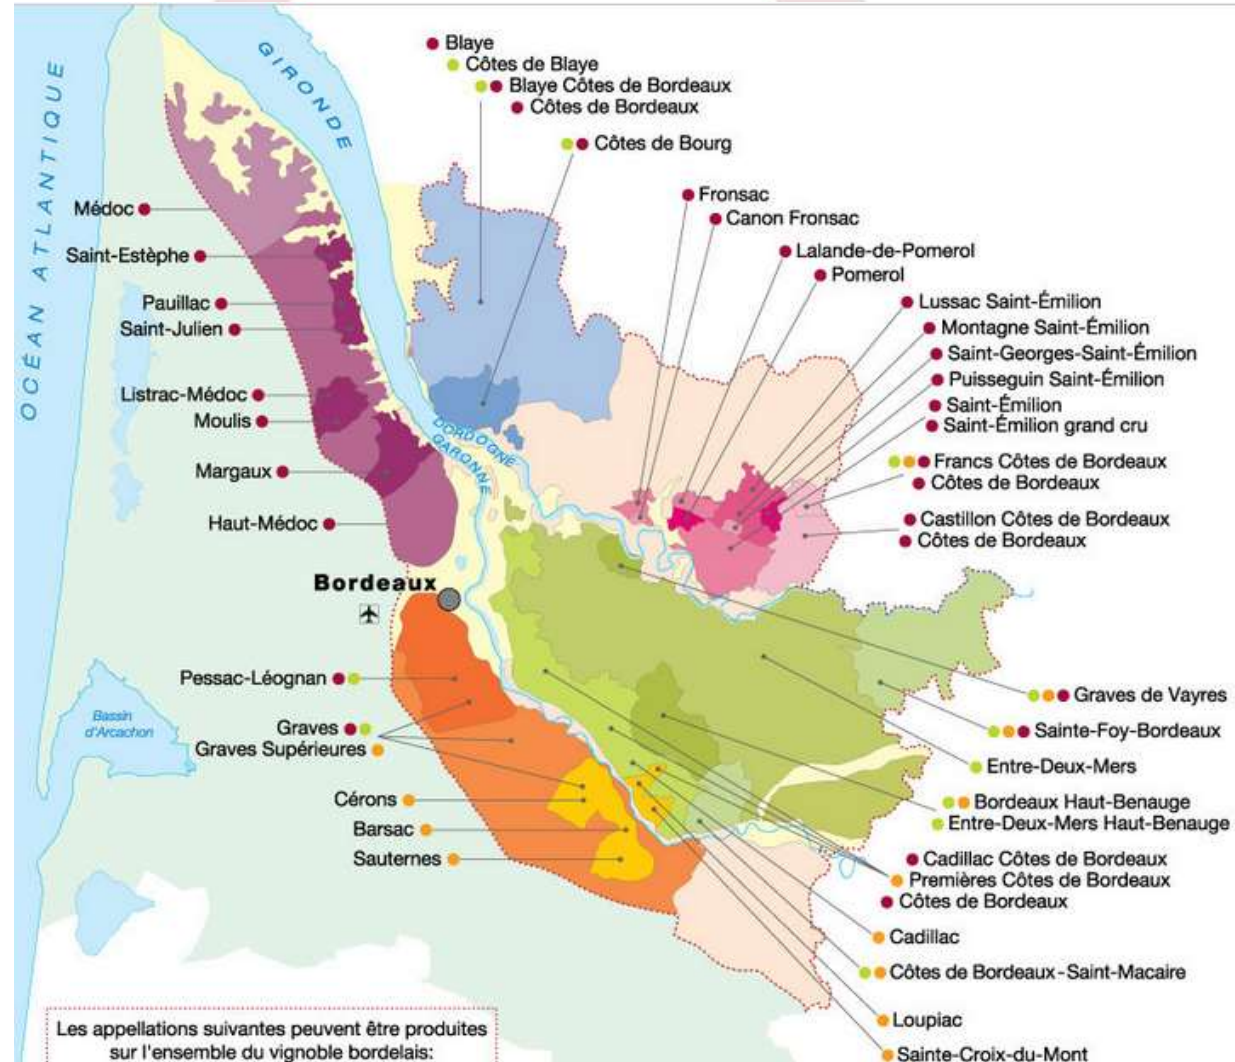 OCÉAN ATLANTIQUE
GIRONDE
Blaye
Côtes de Blaye
Blaye Côtes de Bordeaux
Côtes de Bordeaux
Côtes de Bourg
Fronsac
Canon Fronsac
Lalande-de-Pomerol
Pomerol
Lussac Saint-Émilion
Montagne Saint-Émilion
Saint-Georges-Saint-Émilion
Puisseguin Saint-Émilion
Saint-Émilion
Saint-Émilion grand cru
Francs Côtes de Bordeaux
Côtes de Bordeaux
Castillon Côtes de Bordeaux
Côtes de Bordeaux
Médoc
Saint-Estèphe
Pauillac
Saint-Julien
Listrac-Médoc
Moulis
Margaux
Haut-Médoc
DORDOGNE
GARONNE
Bordeaux
Pessac-Léognan
Graves
Graves Supérieures
Cérons
Barsac
Sauternes
Bassin
d'Arcachon
Graves de Vayres
Sainte-Foy-Bordeaux
Entre-Deux-Mers
Bordeaux Haut-Benauge
Entre-Deux-Mers Haut-Benauge
Cadillac Côtes de Bordeaux
Premières Côtes de Bordeaux
Côtes de Bordeaux
Cadillac
Côtes de Bordeaux-Saint-Macaire
Loupiac
Sainte-Croix-du-Mont
Les appellations suivantes peuvent être produites
sur l'ensemble du vignoble bordelais: